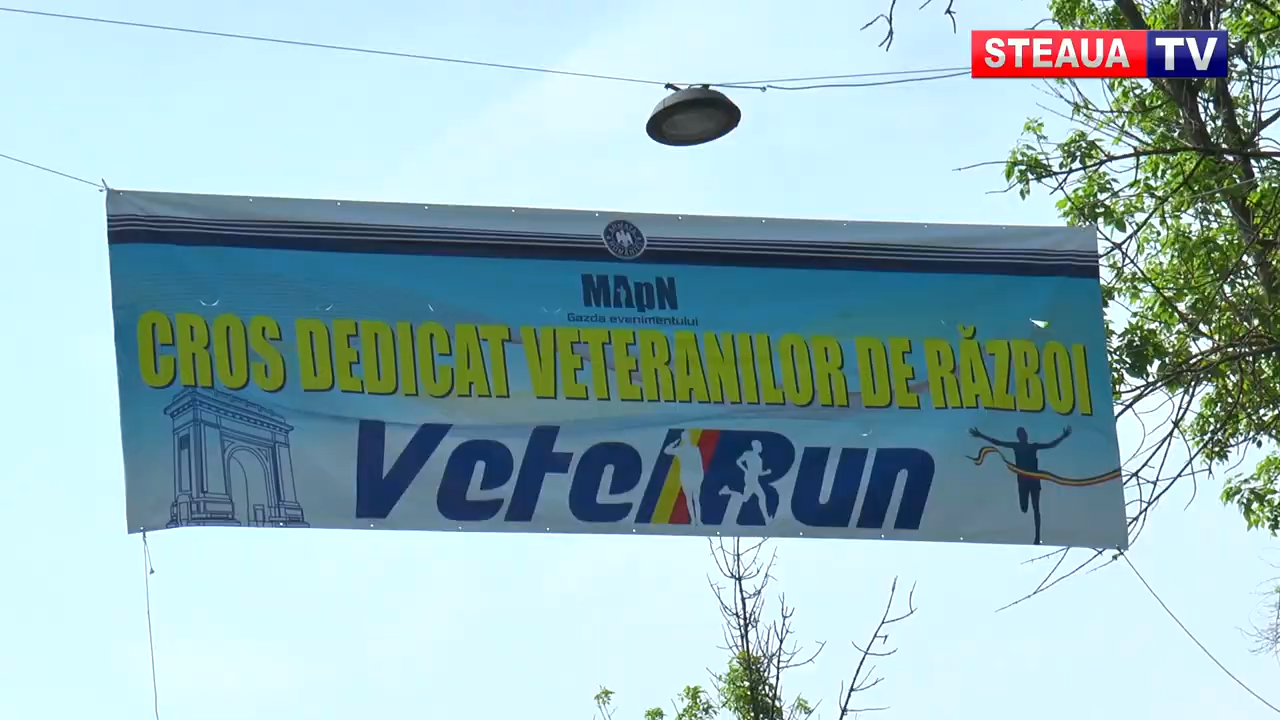 STEAUA TV
MApN
Gazda evenimentului
CROS DEDICAT VETERANILOR DE RĂZBOI
VeteRun